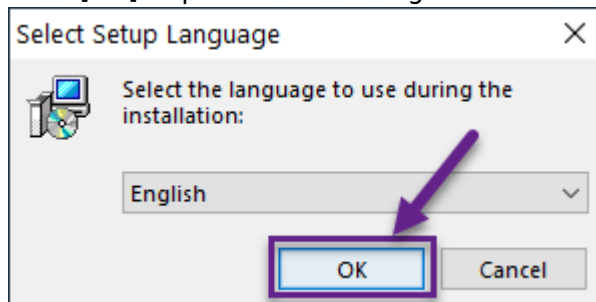 Select Setup Language
Select the language to use during the
installation:
English
OK
Cancel